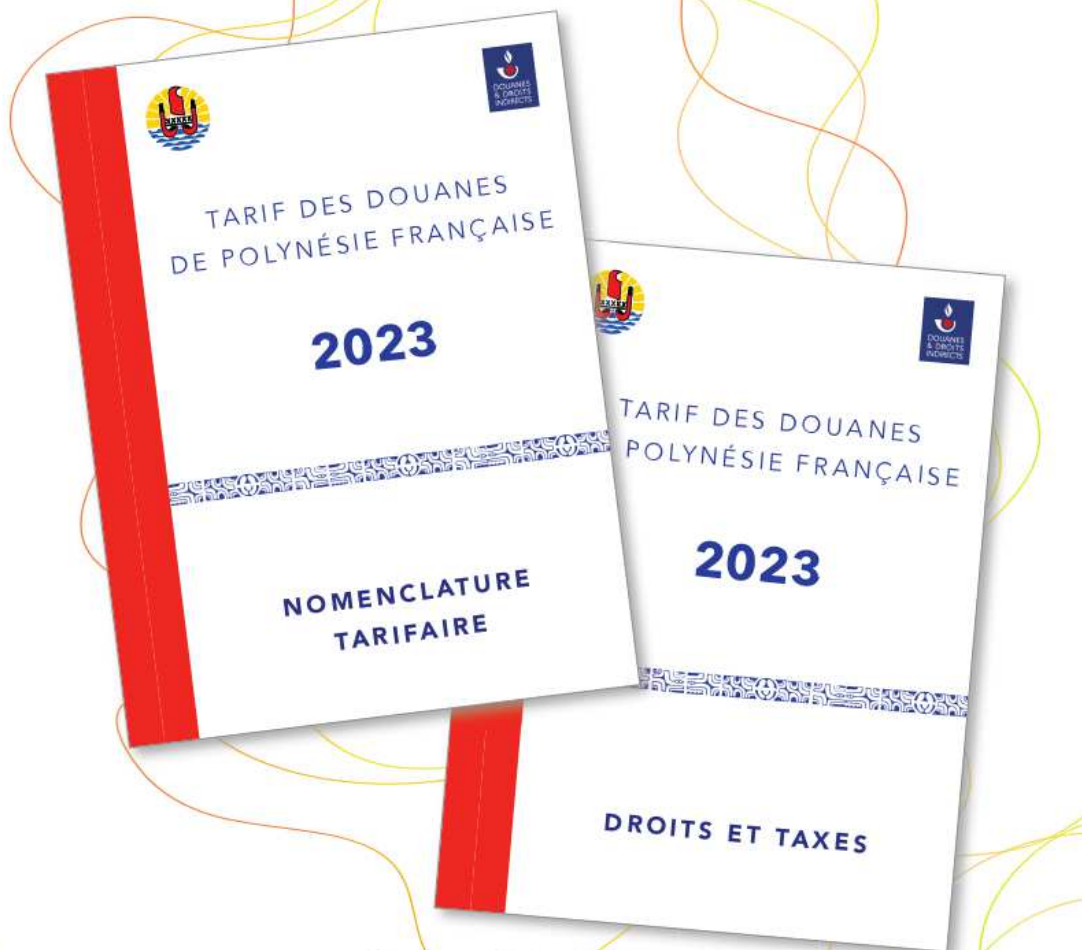 DOUANES
& DROITS
INDIRECTS
TARIF DES DOUANES
DE POLYNÉSIE FRANÇAISE
2023
NOMENCLATURE
TARIFAIRE
DOUANES
& DROITS
INDIRECTS
TARIF DES DOUANES
POLYNÉSIE FRANÇAISE
2023
DROITS ET TAXES